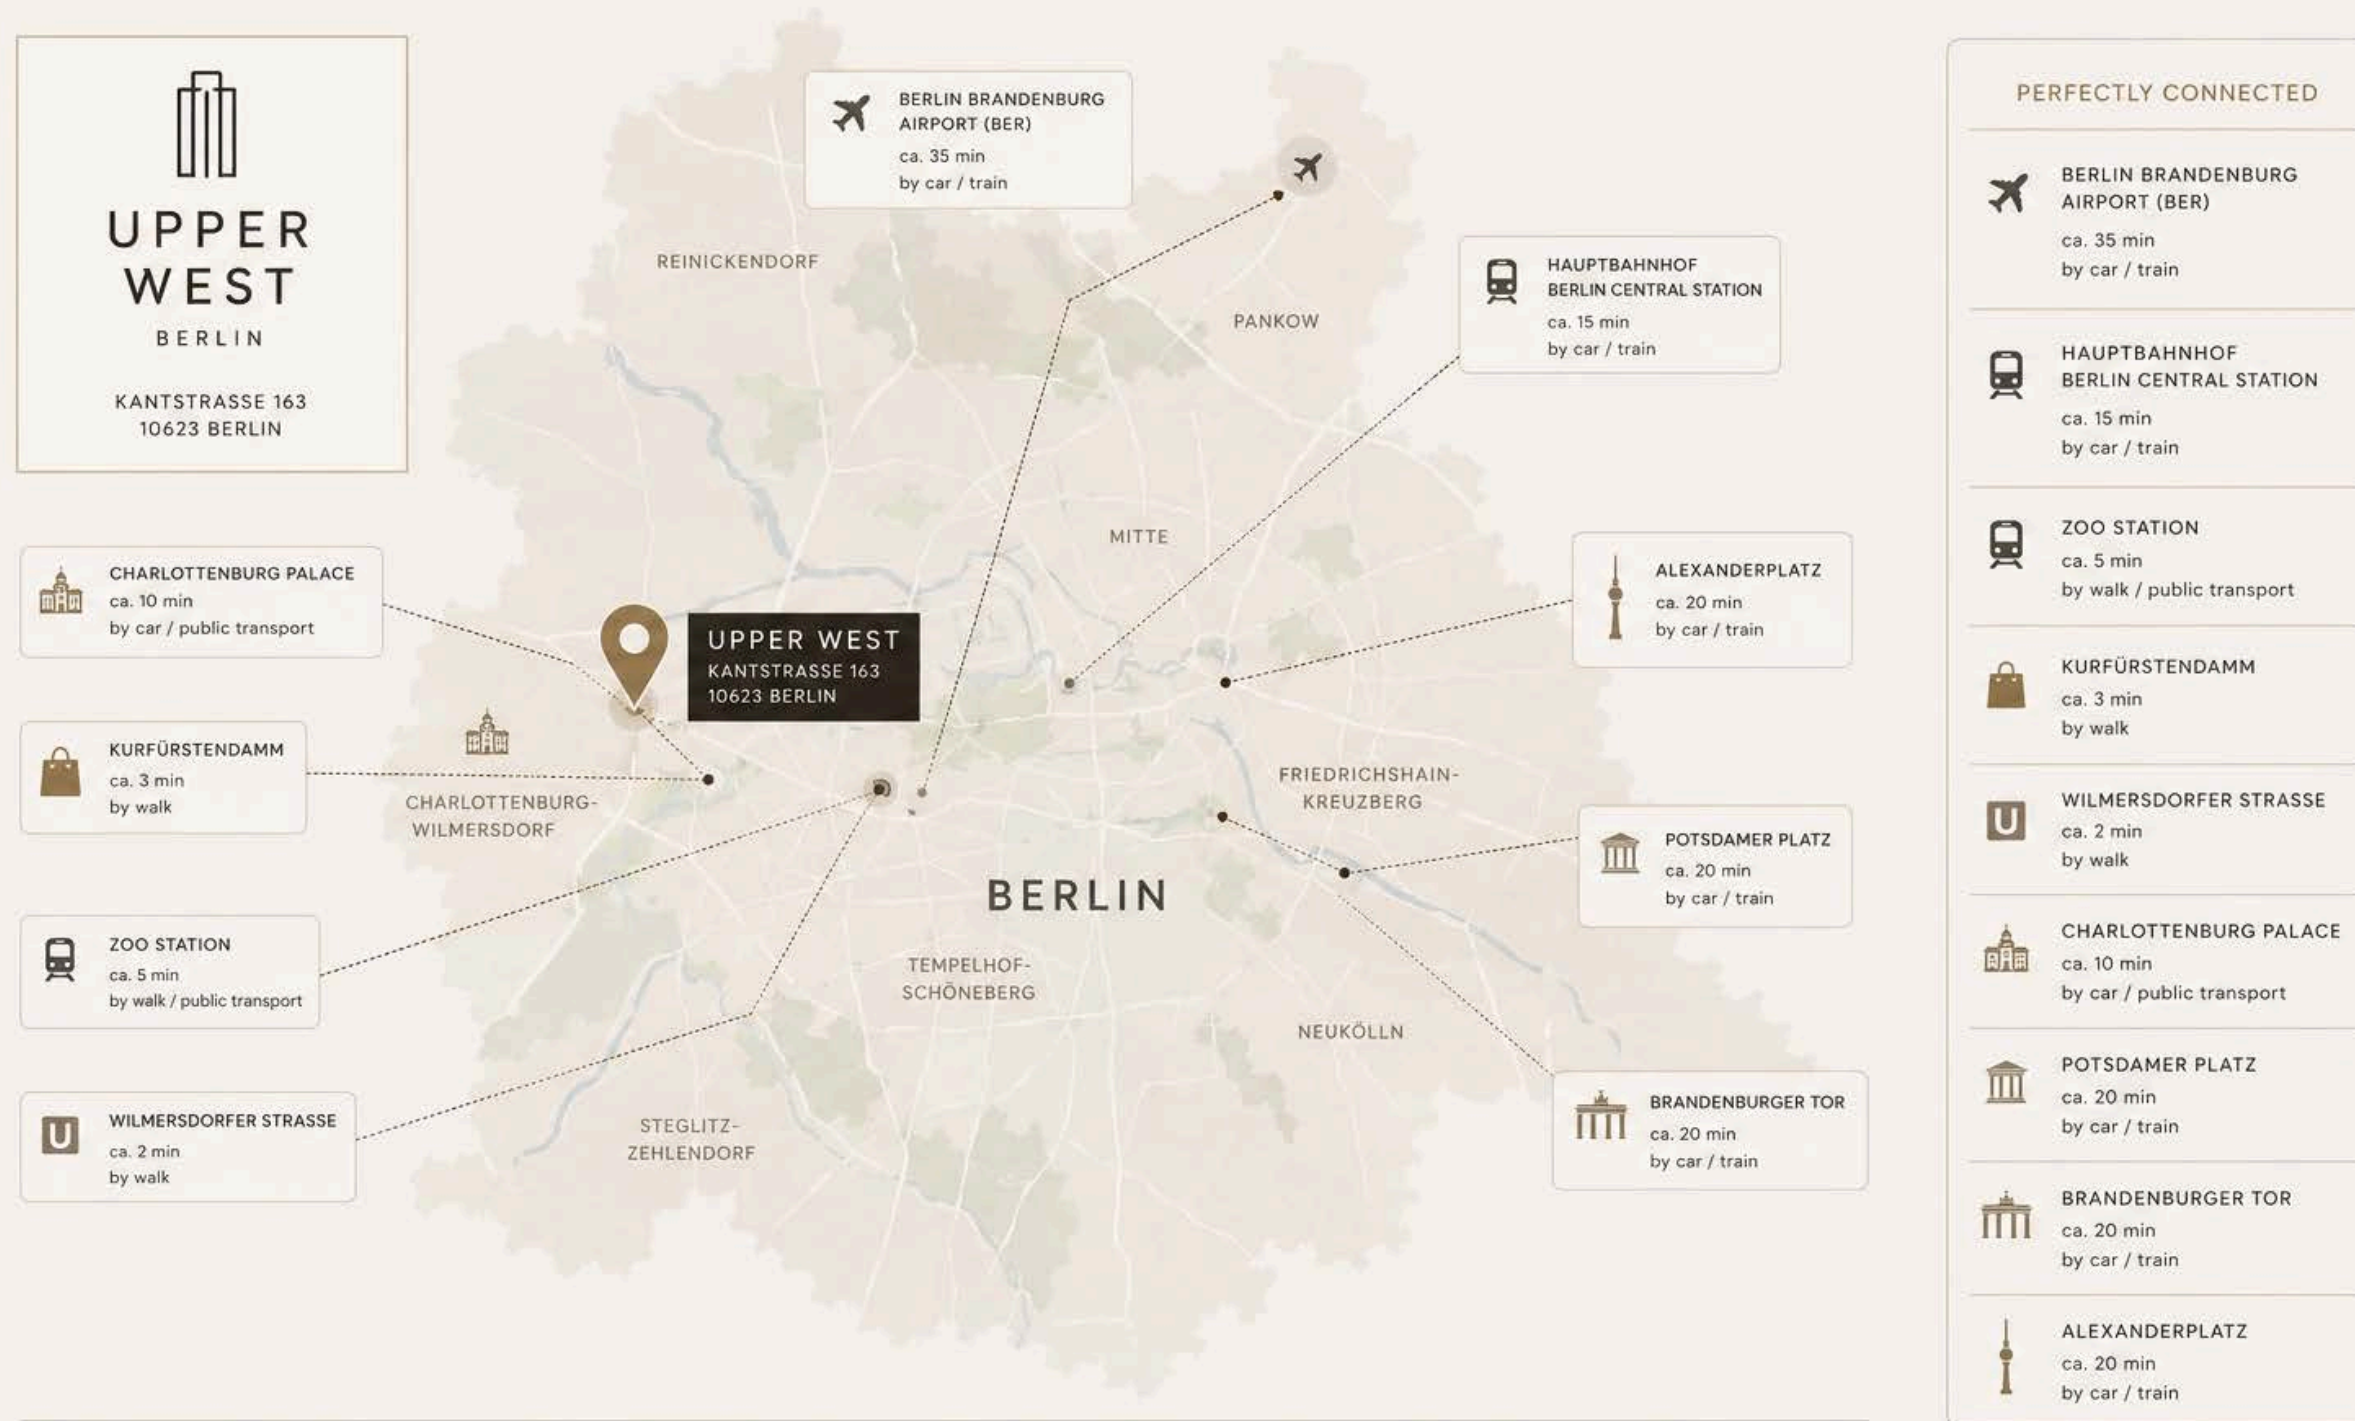 UPPER
WEST
BERLIN
KANTSTRASSE 163
10623 BERLIN
BERLIN BRANDENBURG
AIRPORT (BER)
ca. 35 min
by car / train
REINICKENDORF
PANKOW
HAUPTBAHNHOF
BERLIN CENTRAL STATION
ca. 15 min
by car / train
MITTE
CHARLOTTENBURG PALACE
ca. 10 min
by car / public transport
UPPER WEST
KANTSTRASSE 163
10623 BERLIN
ALEXANDERPLATZ
ca. 20 min
by car / train
KURFÜRSTENDAMM
ca. 3 min
by walk
CHARLOTTENBURG-
WILMERSDORF
FRIEDRICHSHAIN-
KREUZBERG
POTSDAMER PLATZ
ca. 20 min
by car / train
BERLIN
ZOO STATION
ca. 5 min
by walk / public transport
TEMPELHOF-
SCHÖNEBERG
NEUKÖLLN
WILMERSDORFER STRASSE
ca. 2 min
by walk
STEGLITZ-
ZEHLENDORF
BRANDENBURGER TOR
ca. 20 min
by car / train
PERFECTLY CONNECTED
BERLIN BRANDENBURG
AIRPORT (BER)
ca. 35 min
by car / train
HAUPTBAHNHOF
BERLIN CENTRAL STATION
ca. 15 min
by car / train
ZOO STATION
ca. 5 min
by walk / public transport
KURFÜRSTENDAMM
ca. 3 min
by walk
U
WILMERSDORFER STRASSE
ca. 2 min
by walk
CHARLOTTENBURG PALACE
ca. 10 min
by car / public transport
POTSDAMER PLATZ
ca. 20 min
by car / train
BRANDENBURGER TOR
ca. 20 min
by car / train
ALEXANDERPLATZ
ca. 20 min
by car / train